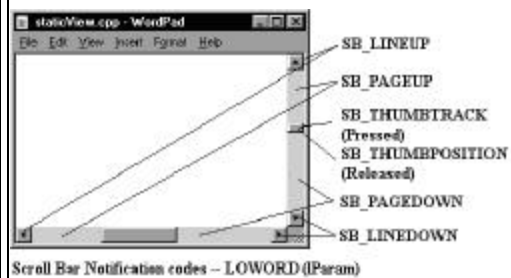 staticView.cpp - WordPad
File Edit View Insert Format Help
SB_LINEUP
SB_PAGEUP
SB_THUMBTRACK
(Pressed)
SB_THUMBPOSITION
(Released)
SB_PAGEDOWN
SB_LINEDOWN
Scroll Bar Notification codes -- LOWORD (lParam)